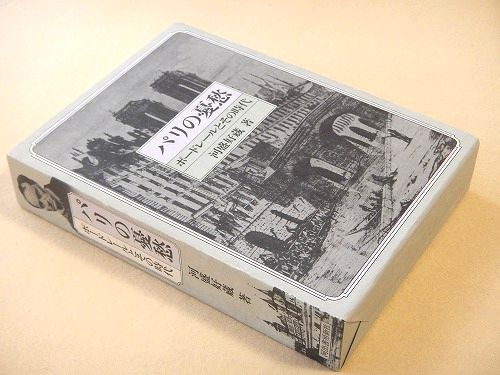 パリの憂愁
ボードレールとその時代
河盛好蔵 著
パリの憂愁
ボードレールとその時代
河盛好蔵 著